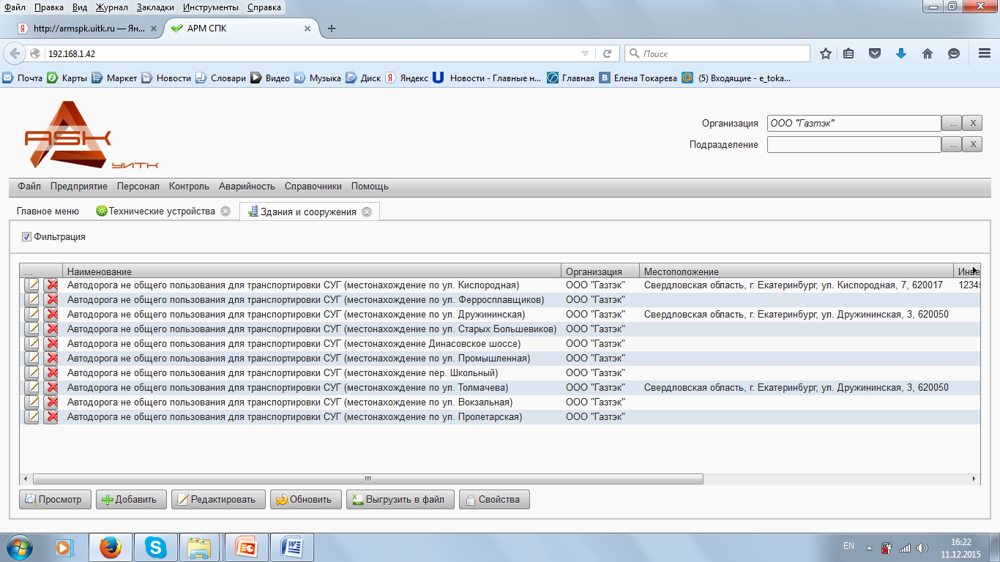 Файл Правка Вид Журнал Закладки Инструменты Справка
http://armspk.uitk.ru — Ян... АРМ СПК
192.168.1.42 Поиск
Почта Карты Маркет Новости Словари Видео Музыка Диск Яндекс Новости - Главные н... Главная Елена Токарева (5) Входящие - e_toka...
ASK
УИТК
Организация ООО "Газтэк" ... X
Подразделение ... X
Файл Предприятие Персонал Контроль Аварийность Справочники Помощь
Главное меню Технические устройства Здания и сооружения
Фильтрация
... Наименование Организация Местоположение Инве
Автодорога не общего пользования для транспортировки СУГ (местонахождение по ул. Кислородная) ООО "Газтэк" Свердловская область, г. Екатеринбург, ул. Кислородная, 7, 620017 12345
Автодорога не общего пользования для транспортировки СУГ (местонахождение по ул. Ферросплавщиков) ООО "Газтэк"
Автодорога не общего пользования для транспортировки СУГ (местонахождение по ул. Дружининская) ООО "Газтэк" Свердловская область, г. Екатеринбург, ул. Дружининская, 3, 620050
Автодорога не общего пользования для транспортировки СУГ (местонахождение по ул. Старых Большевиков) ООО "Газтэк"
Автодорога не общего пользования для транспортировки СУГ (местонахождение Динасовское шоссе) ООО "Газтэк"
Автодорога не общего пользования для транспортировки СУГ (местонахождение по ул. Промышленная) ООО "Газтэк"
Автодорога не общего пользования для транспортировки СУГ (местонахождение пер. Школьный) ООО "Газтэк"
Автодорога не общего пользования для транспортировки СУГ (местонахождение по ул. Толмачева) ООО "Газтэк" Свердловская область, г. Екатеринбург, ул. Дружининская, 3, 620050
Автодорога не общего пользования для транспортировки СУГ (местонахождение по ул. Вокзальная) ООО "Газтэк"
Автодорога не общего пользования для транспортировки СУГ (местонахождение по ул. Пролетарская) ООО "Газтэк"
Просмотр Добавить Редактировать Обновить Выгрузить в файл Свойства
EN 16:22
11.12.2015